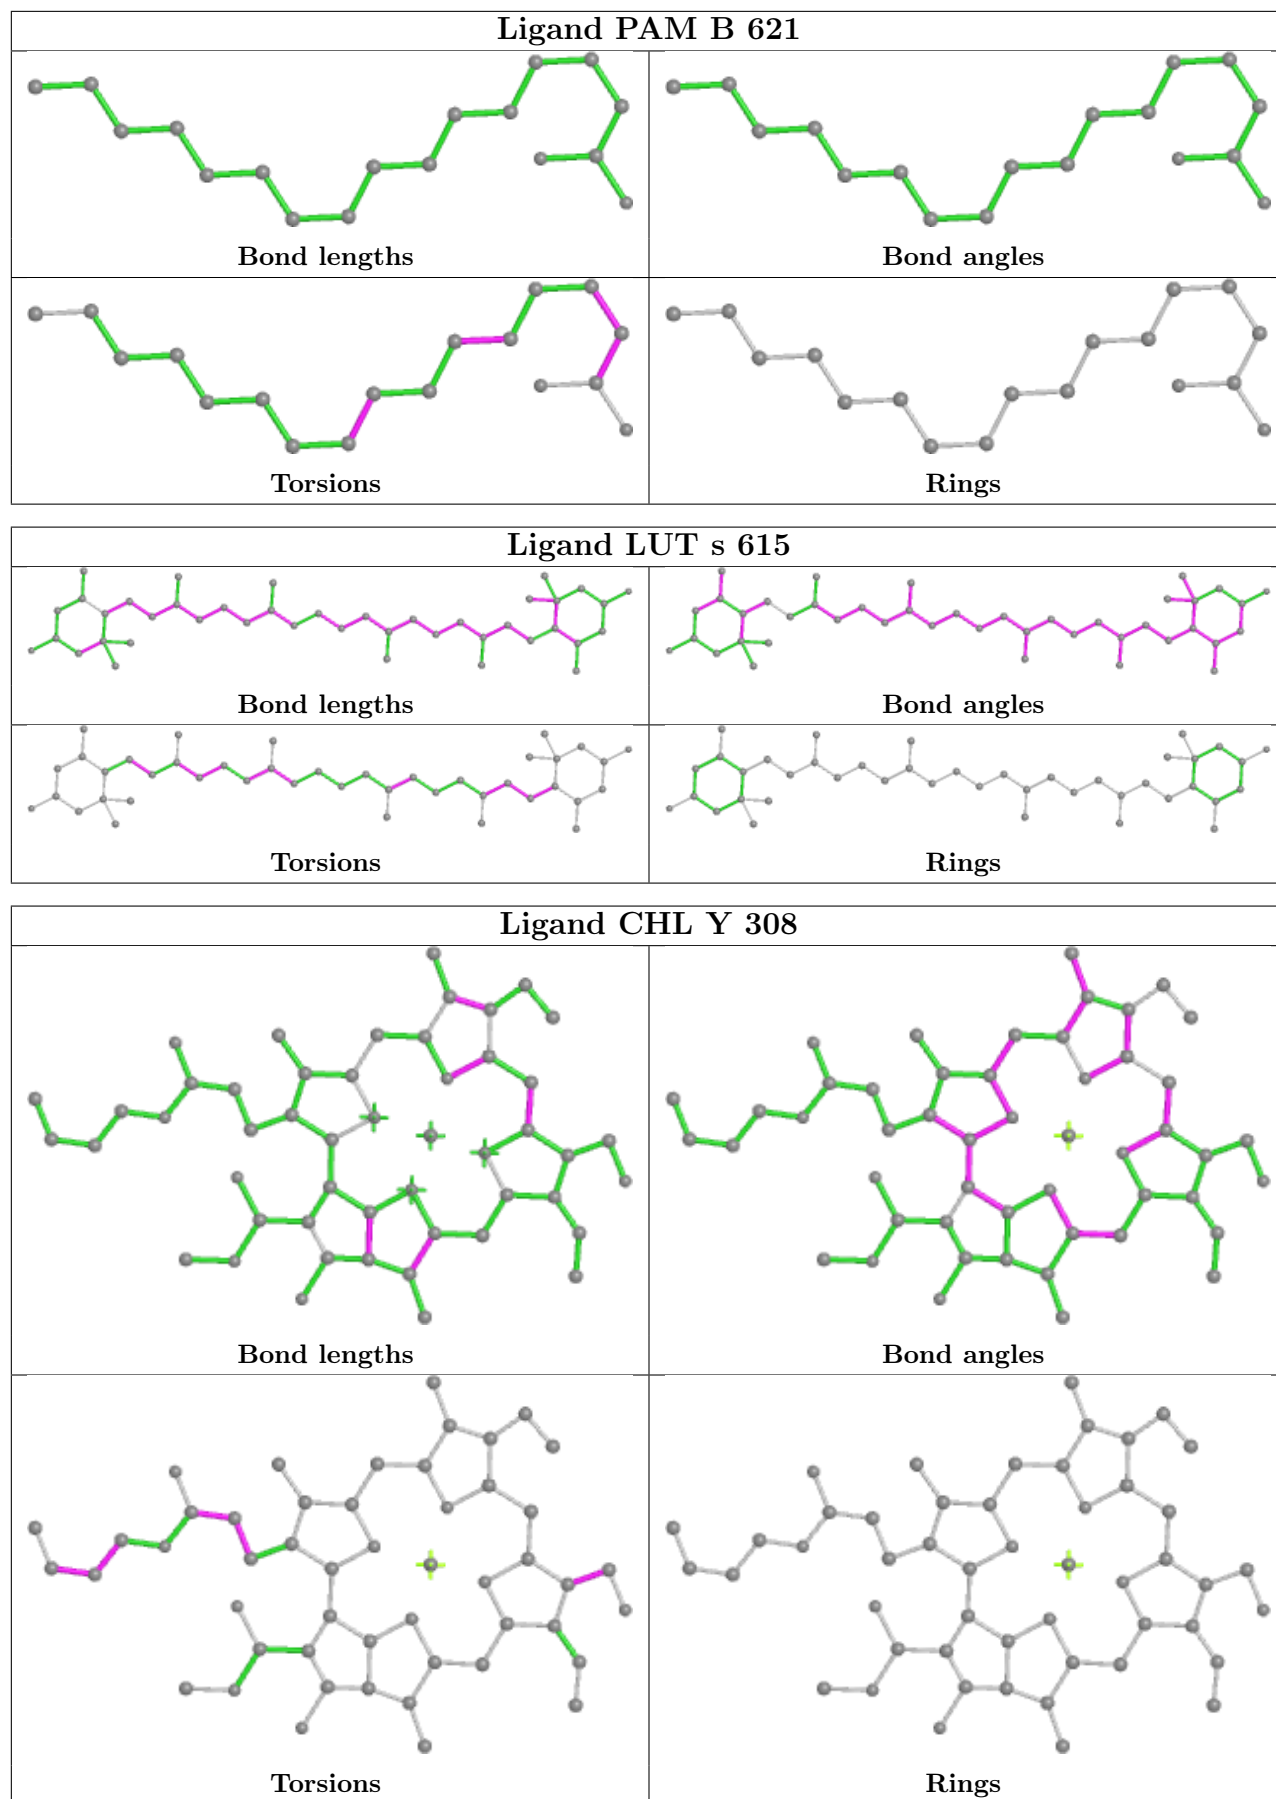 Ligand PAM B 621
Bond lengths
Bond angles
Torsions
Rings
Ligand LUT s 615
Bond lengths
Bond angles
Torsions
Rings
Ligand CHL Y 308
Bond lengths
Bond angles
Torsions
Rings